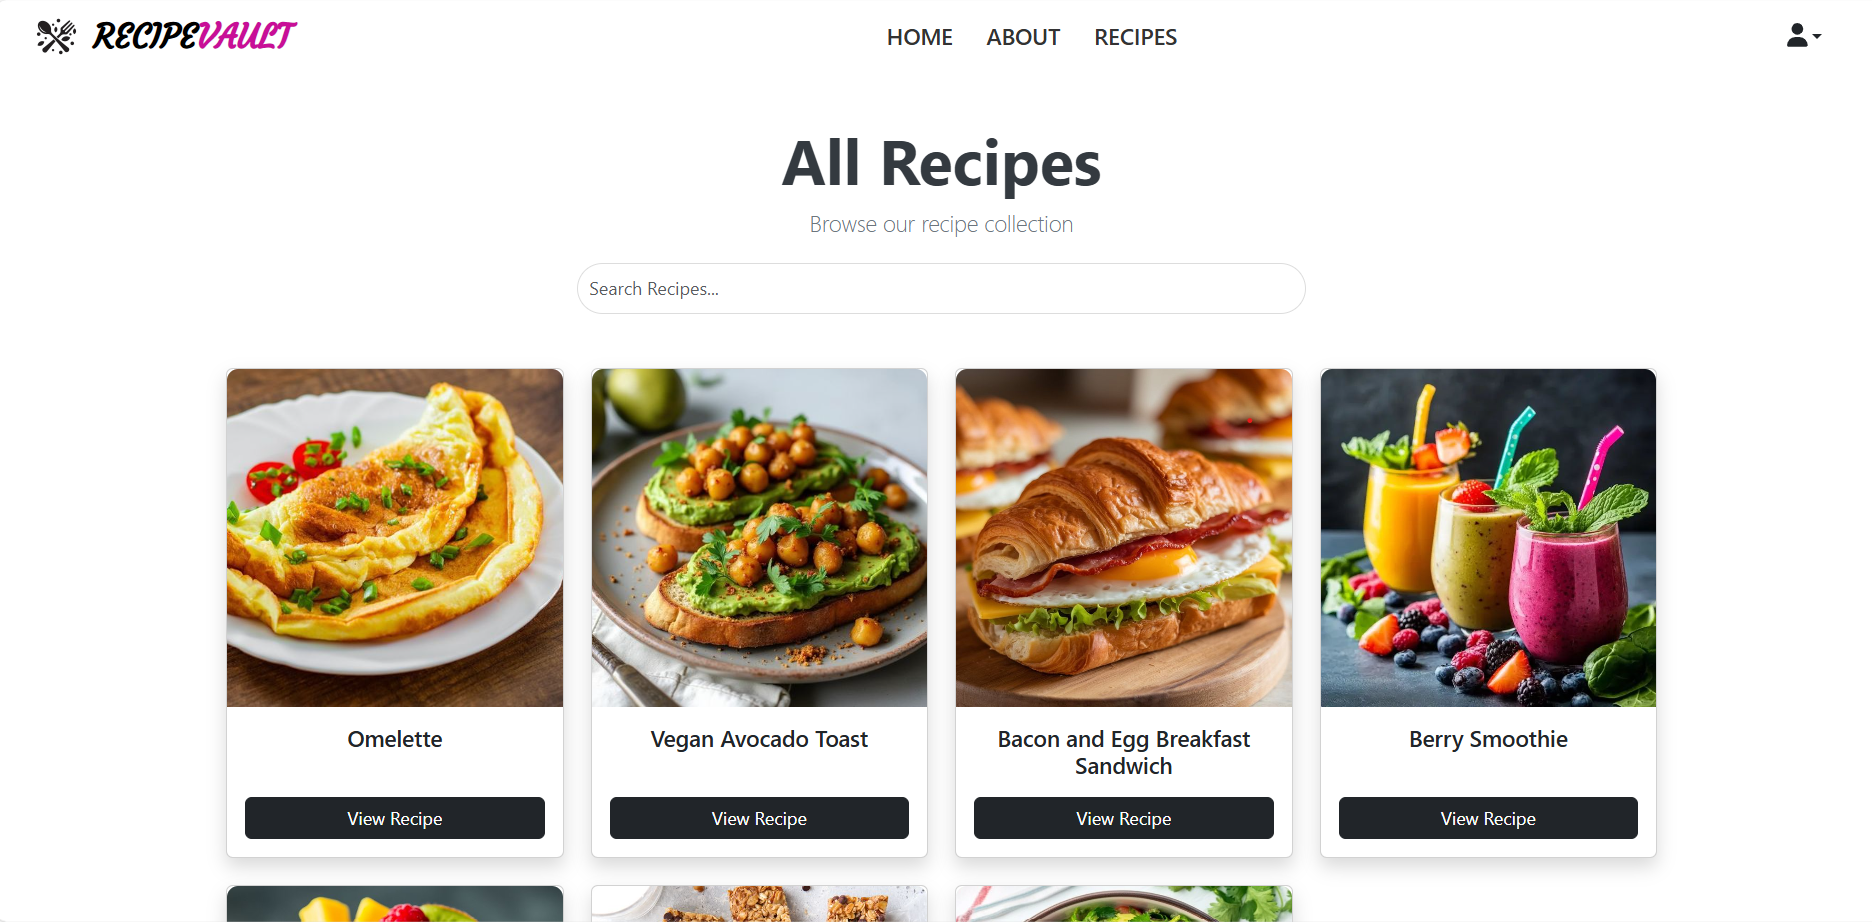 RECIPEVAULT
HOME ABOUT RECIPES
All Recipes
Browse our recipe collection
Search Recipes...
Omelette
View Recipe
Vegan Avocado Toast
View Recipe
Bacon and Egg Breakfast
Sandwich
View Recipe
Berry Smoothie
View Recipe